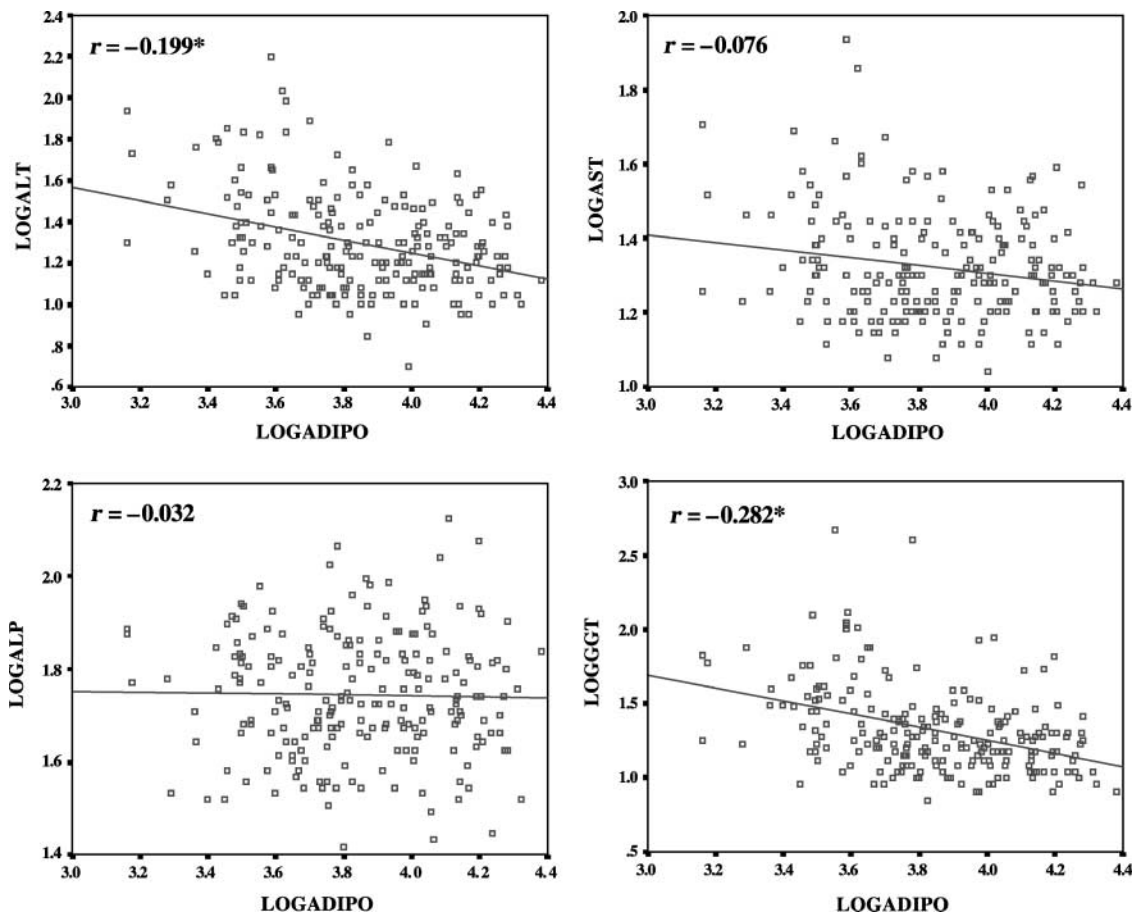 r = −0.199*
2.4
2.2
2.0
1.8
1.6
1.4
1.2
1.0
.8
.6
LOGALT
3.0 3.2 3.4 3.6 3.8 4.0 4.2 4.4
LOGADIPO
r = −0.076
2.0
1.8
1.6
1.4
1.2
1.0
LOGAST
3.0 3.2 3.4 3.6 3.8 4.0 4.2 4.4
LOGADIPO
r = −0.032
2.2
2.0
1.8
1.6
1.4
LOGALP
3.0 3.2 3.4 3.6 3.8 4.0 4.2 4.4
LOGADIPO
r = −0.282*
3.0
2.5
2.0
1.5
1.0
.5
LOGGGT
3.0 3.2 3.4 3.6 3.8 4.0 4.2 4.4
LOGADIPO